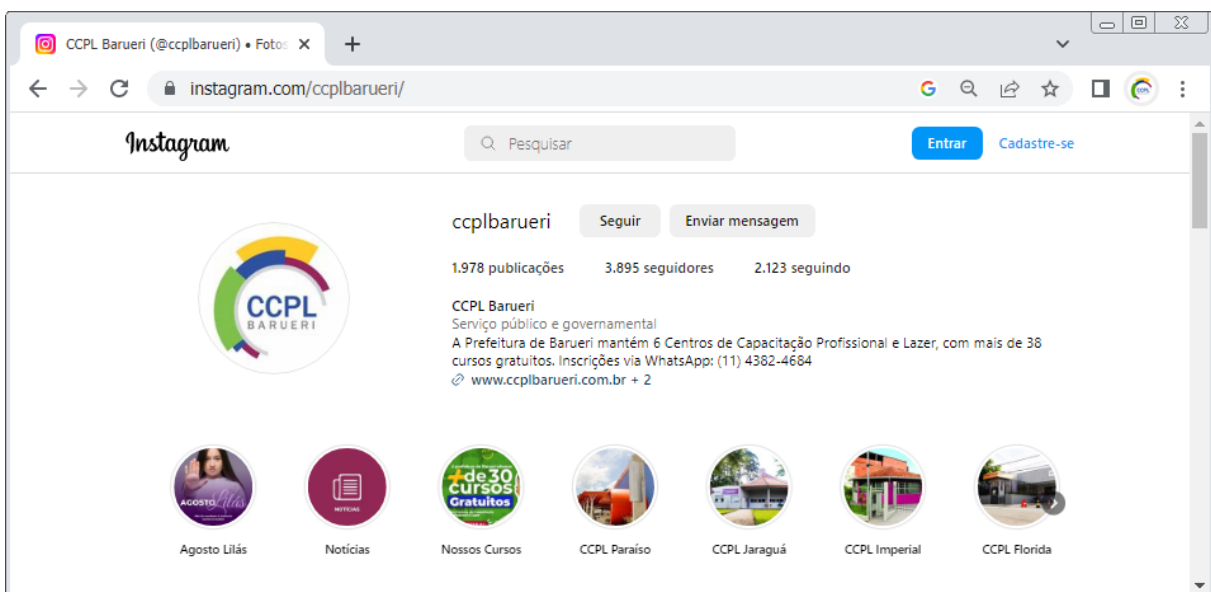 CCPL Barueri (@ccplbarueri) • Fotos
instagram.com/ccplbarueri/
Instagram
Pesquisar
Entrar
Cadastre-se
ccplbarueri
Seguir
Enviar mensagem
1.978 publicações
3.895 seguidores
2.123 seguindo
CCPL
BARUERI
CCPL Barueri
Serviço público e governamental
A Prefeitura de Barueri mantém 6 Centros de Capacitação Profissional e Lazer, com mais de 38
cursos gratuitos. Inscrições via WhatsApp: (11) 4382-4684
www.ccplbarueri.com.br + 2
AGOSTO Lilás
NOTÍCIAS
+de 30
CURSOS
Gratuitos
Agosto Lilás
Notícias
Nossos Cursos
CCPL Paraíso
CCPL Jaraguá
CCPL Imperial
CCPL Florida